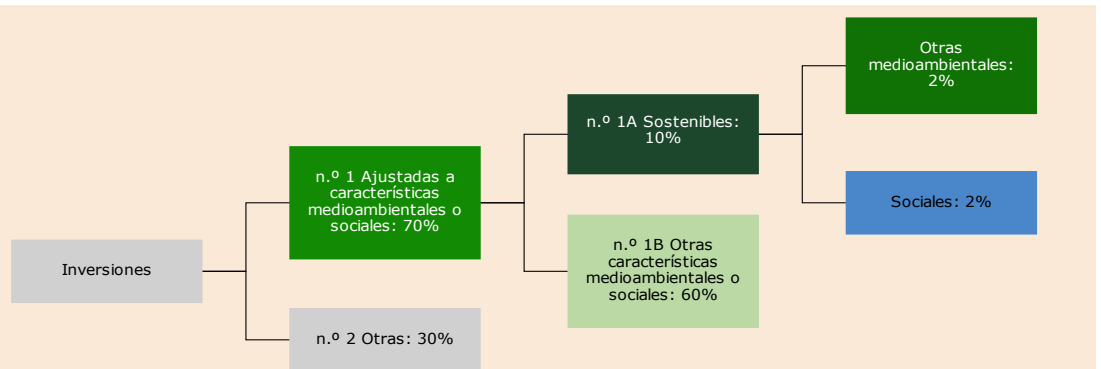 Inversiones
n.º 1 Ajustadas a
características
medioambientales o
sociales: 70%
n.º 2 Otras: 30%
n.º 1A Sostenibles:
10%
n.º 1B Otras
características
medioambientales o
sociales: 60%
Otras
medioambientales:
2%
Sociales: 2%